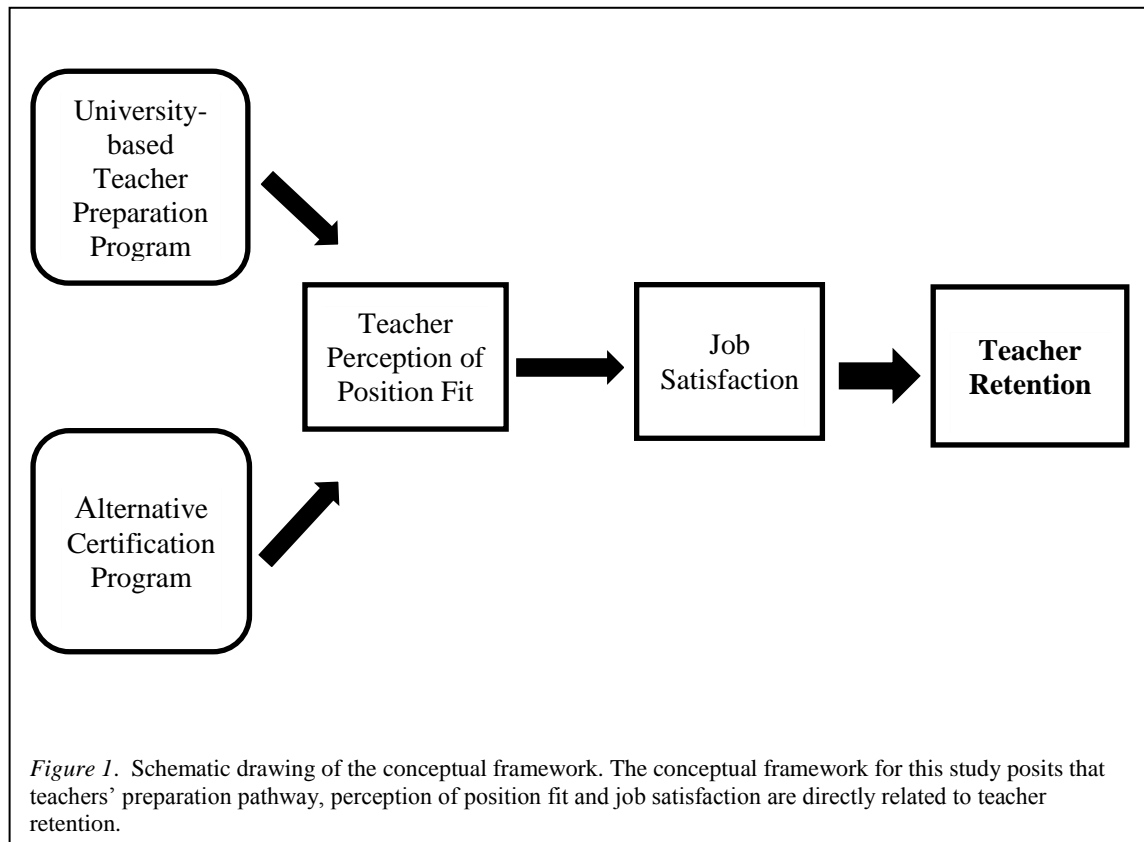 University-
based
Teacher
Preparation
Program
Teacher
Perception of
Position Fit
Job
Satisfaction
Teacher
Retention
Alternative
Certification
Program
Figure 1.  Schematic drawing of the conceptual framework. The conceptual framework for this study posits that
teachers’ preparation pathway, perception of position fit and job satisfaction are directly related to teacher
retention.